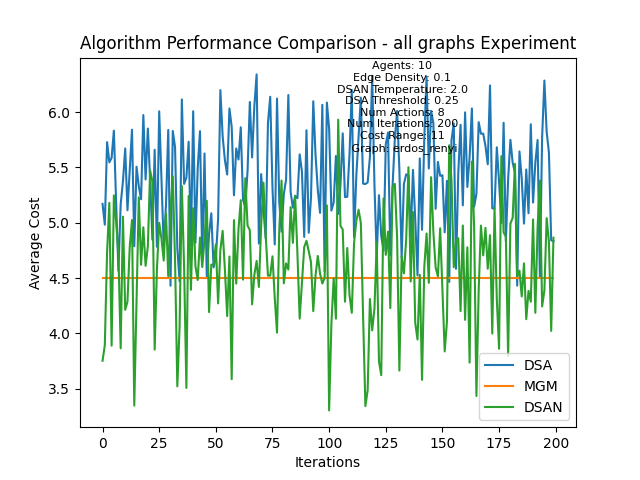 Algorithm Performance Comparison - all graphs Experiment
Agents: 10
Edge Density: 0.1
DSAN Temperature: 2.0
DSA Threshold: 0.25
Num Actions: 8
Num Iterations: 200
Cost Range: 11
Graph: erdos_renyi
Average Cost
6.0
5.5
5.0
4.5
4.0
3.5
DSA
MGM
DSAN
0 25 50 75 100 125 150 175 200
Iterations